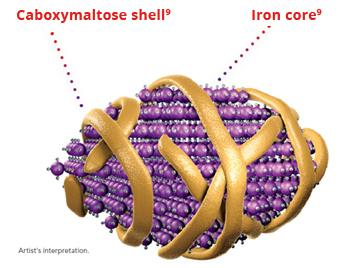 Caboxymaltose shell⁹
Iron core⁹
Artist's interpretation.